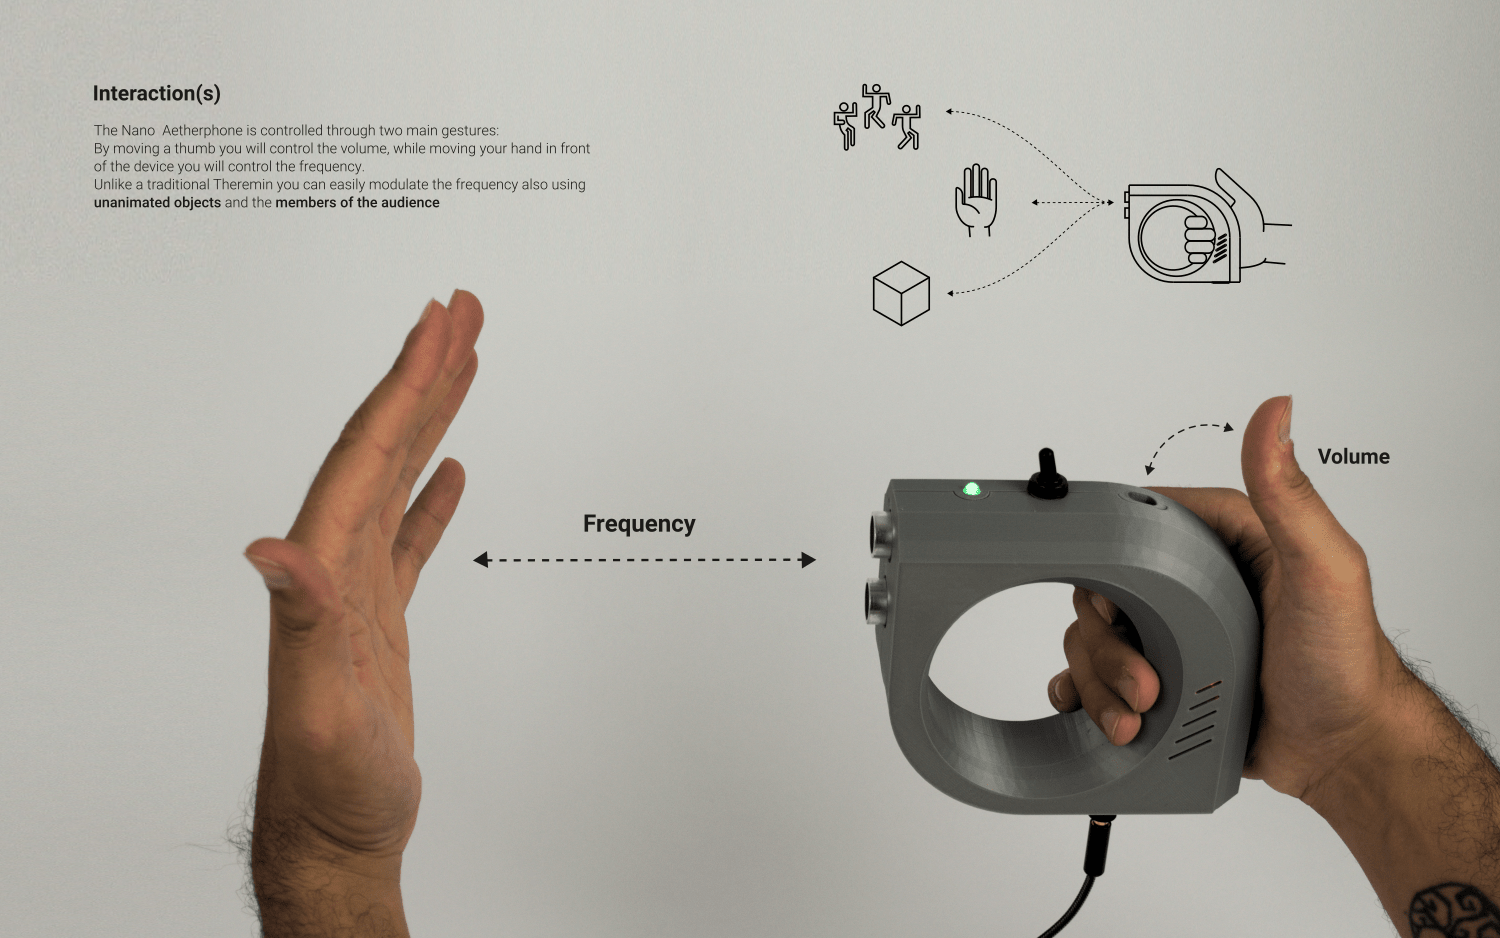 Interaction(s)
The Nano  Aetherphone is controlled through two main gestures:
By moving a thumb you will control the volume, while moving your hand in front
of the device you will control the frequency.
Unlike a traditional Theremin you can easily modulate the frequency also using
unanimated objects and the members of the audience
Volume
Frequency